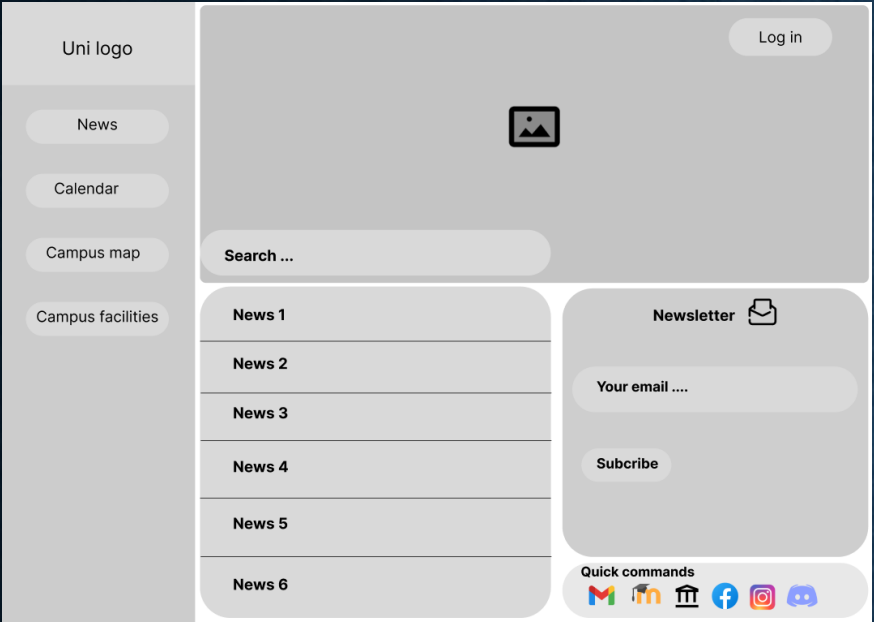 Uni logo
News
Calendar
Campus map
Campus facilities
Log in
Search ...
News 1
News 2
News 3
News 4
News 5
News 6
Newsletter
Your email ....
Subcribe
Quick commands